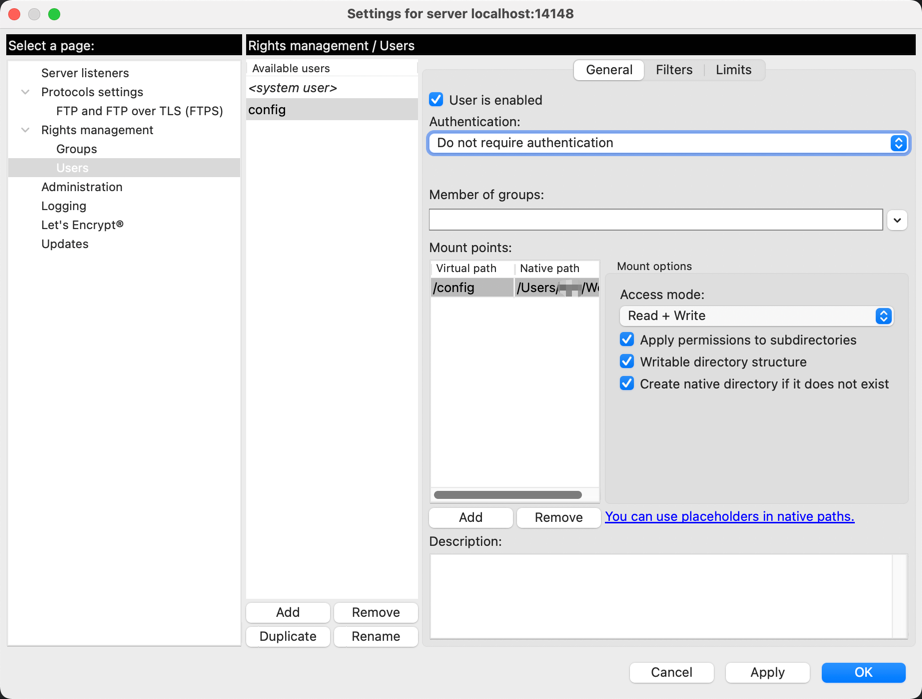 Settings for server localhost:14148
Select a page:
Server listeners
Protocols settings
FTP and FTP over TLS (FTPS)
Rights management
Groups
Users
Administration
Logging
Let's Encrypt®
Updates
Rights management / Users
Available users
<system user>
config
Add
Remove
Duplicate
Rename
General
Filters
Limits
User is enabled
Authentication:
Do not require authentication
Member of groups:
Mount points:
Virtual path
Native path
/config
/Users/
Mount options
Access mode:
Read + Write
Apply permissions to subdirectories
Writable directory structure
Create native directory if it does not exist
Add
Remove
You can use placeholders in native paths.
Description:
Cancel
Apply
OK